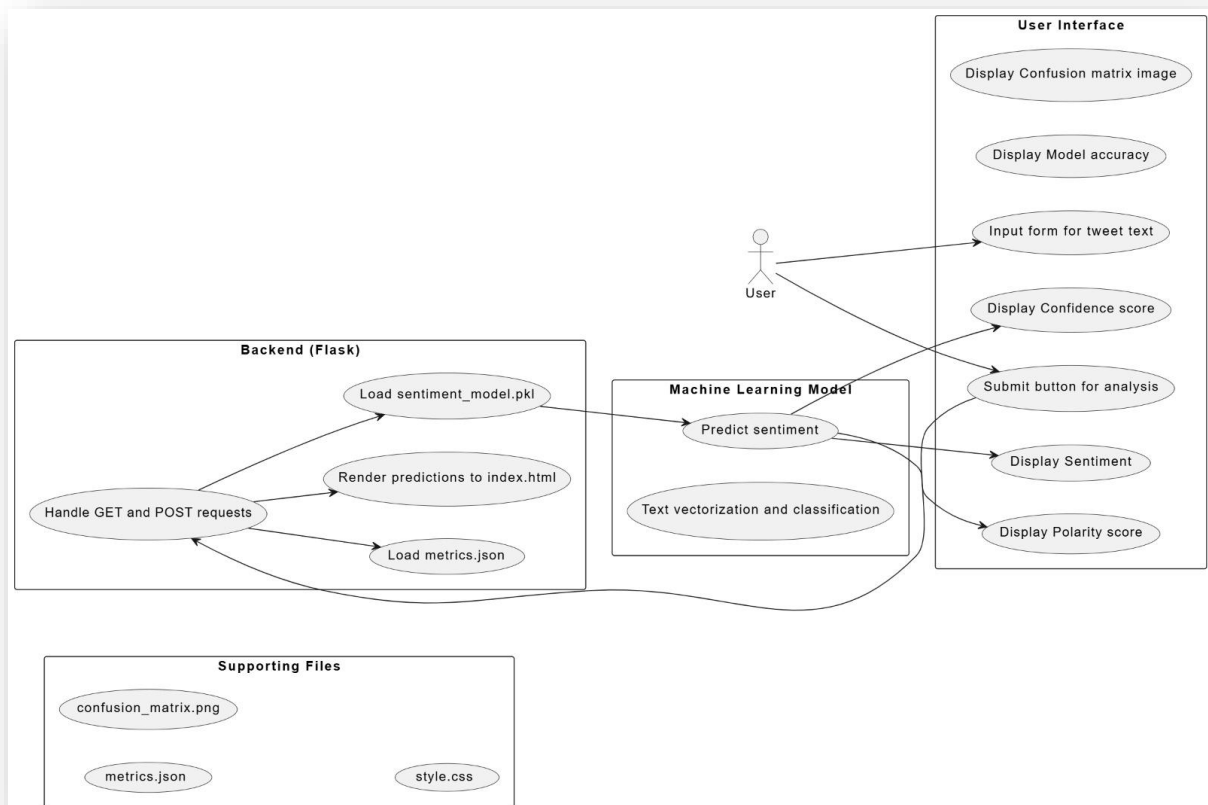 User Interface
Display Confusion matrix image
Display Model accuracy
Input form for tweet text
User
Display Confidence score
Backend (Flask)
Load sentiment_model.pkl
Machine Learning Model
Submit button for analysis
Predict sentiment
Display Sentiment
Render predictions to index.html
Handle GET and POST requests
Text vectorization and classification
Display Polarity score
Load metrics.json
Supporting Files
confusion_matrix.png
metrics.json
style.css